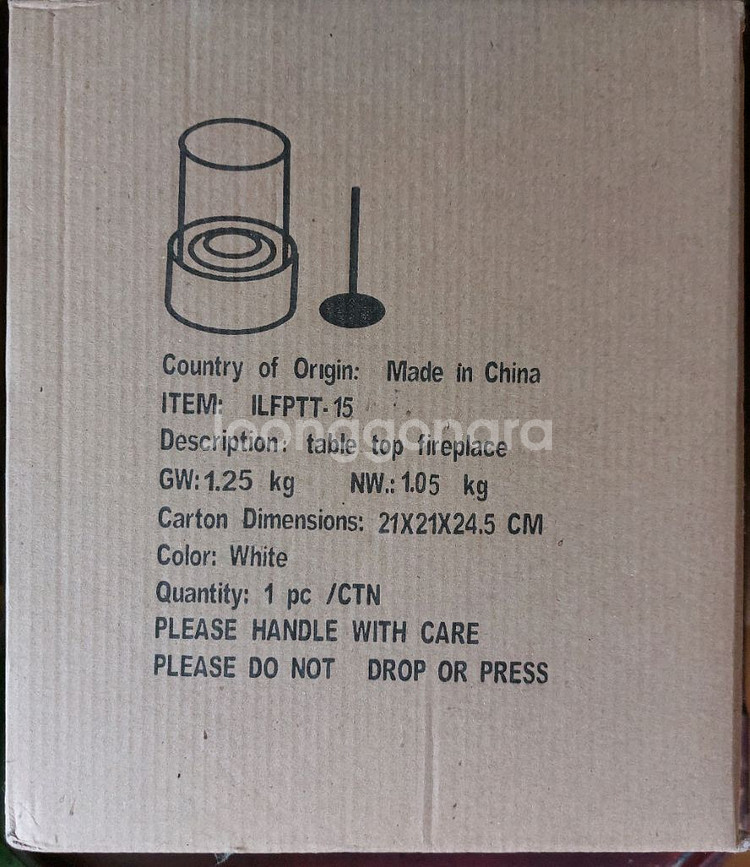 Country of Origin: Made in China
ITEM: ILFPTT-15
joonggonara
Description: table top fireplace
GW:1.25 kg NW.:1.05 kg
Carton Dimensions: 21X21X24.5 CM
Color: White
Quantity: 1 pc /CTN
PLEASE HANDLE WITH CARE
PLEASE DO NOT DROP OR PRESS